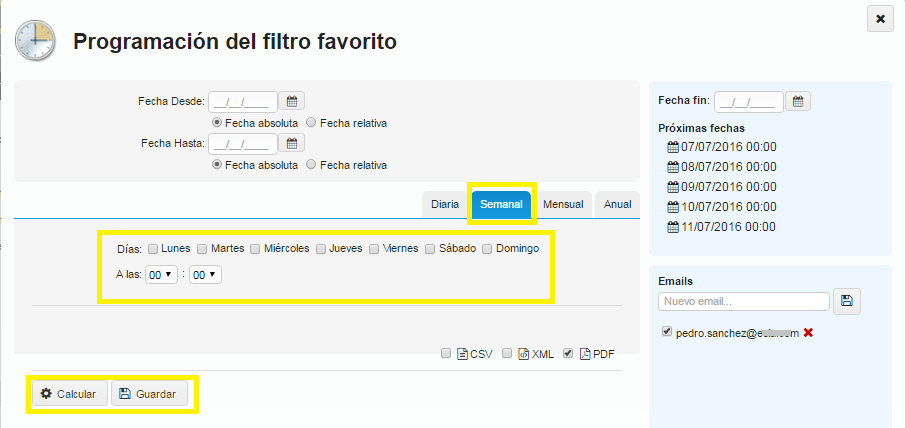 Programación del filtro favorito
Fecha Desde: __/__/____
Fecha absoluta Fecha relativa
Fecha Hasta: __/__/____
Fecha absoluta Fecha relativa
Diaria Semanal Mensual Anual
Días: Lunes Martes Miércoles Jueves Viernes Sábado Domingo
A las: 00 : 00
CSV XML PDF
Calcular Guardar
Fecha fin: __/__/____
Próximas fechas
07/07/2016 00:00
08/07/2016 00:00
09/07/2016 00:00
10/07/2016 00:00
11/07/2016 00:00
Emails
Nuevo email...
pedro.sanchez@